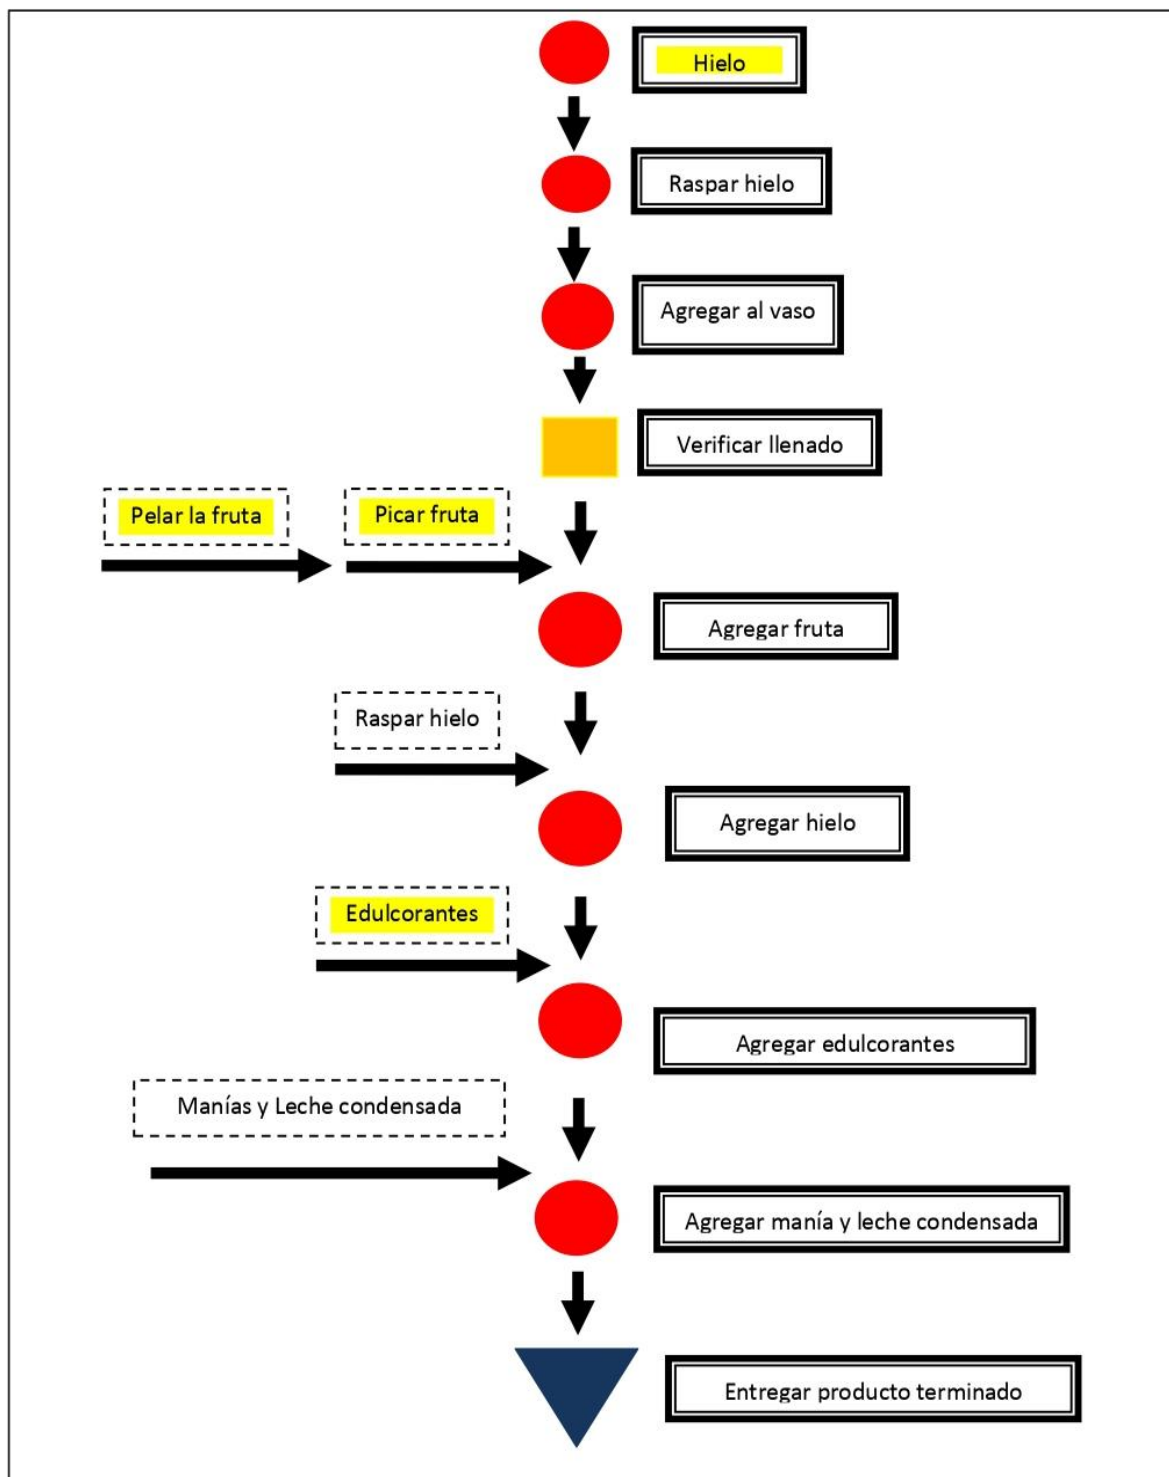 Hielo
Raspar hielo
Agregar al vaso
Verificar llenado
Pelar la fruta
Picar fruta
Agregar fruta
Raspar hielo
Agregar hielo
Edulcorantes
Agregar edulcorantes
Manías y Leche condensada
Agregar manía y leche condensada
Entregar producto terminado